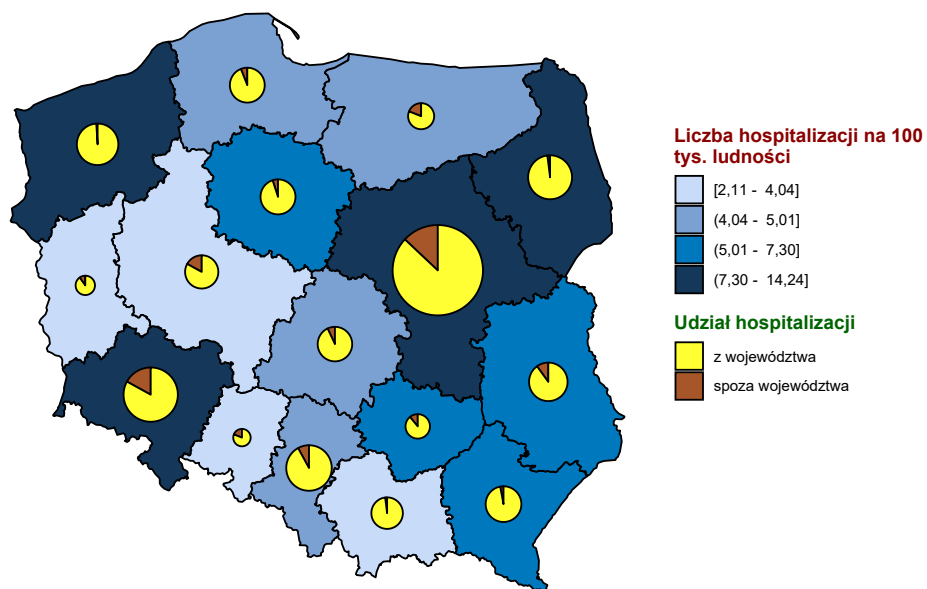 Liczba hospitalizacji na 100
tys. ludności
[2,11 - 4,04]
(4,04 - 5,01]
(5,01 - 7,30]
(7,30 - 14,24]
Udział hospitalizacji
z województwa
spoza województwa